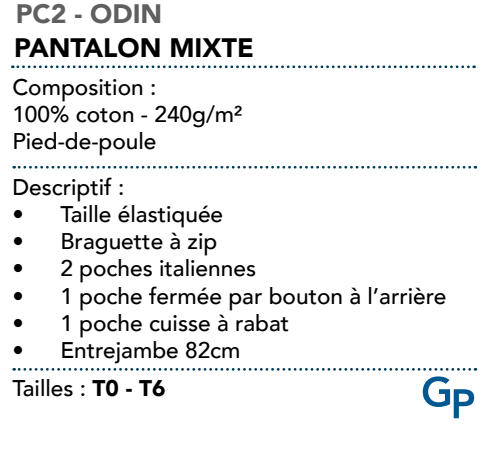 PC2 - ODIN
PANTALON MIXTE
Composition :
100% coton - 240g/m²
Pied-de-poule
Descriptif :
• Taille élastiquée
• Braguette à zip
• 2 poches italiennes
• 1 poche fermée par bouton à l’arrière
• 1 poche cuisse à rabat
• Entrejambe 82cm
Tailles : T0 - T6
Gp